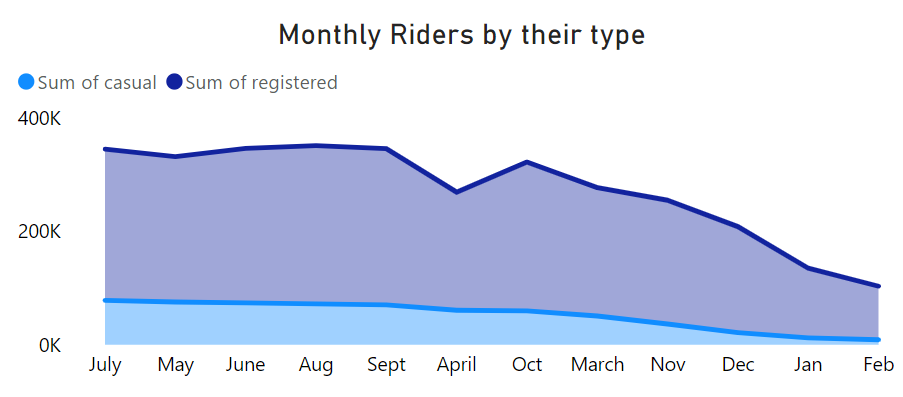 Monthly Riders by their type
Sum of casual Sum of registered
400K
200K
0K
July May June Aug Sept April Oct March Nov Dec Jan Feb